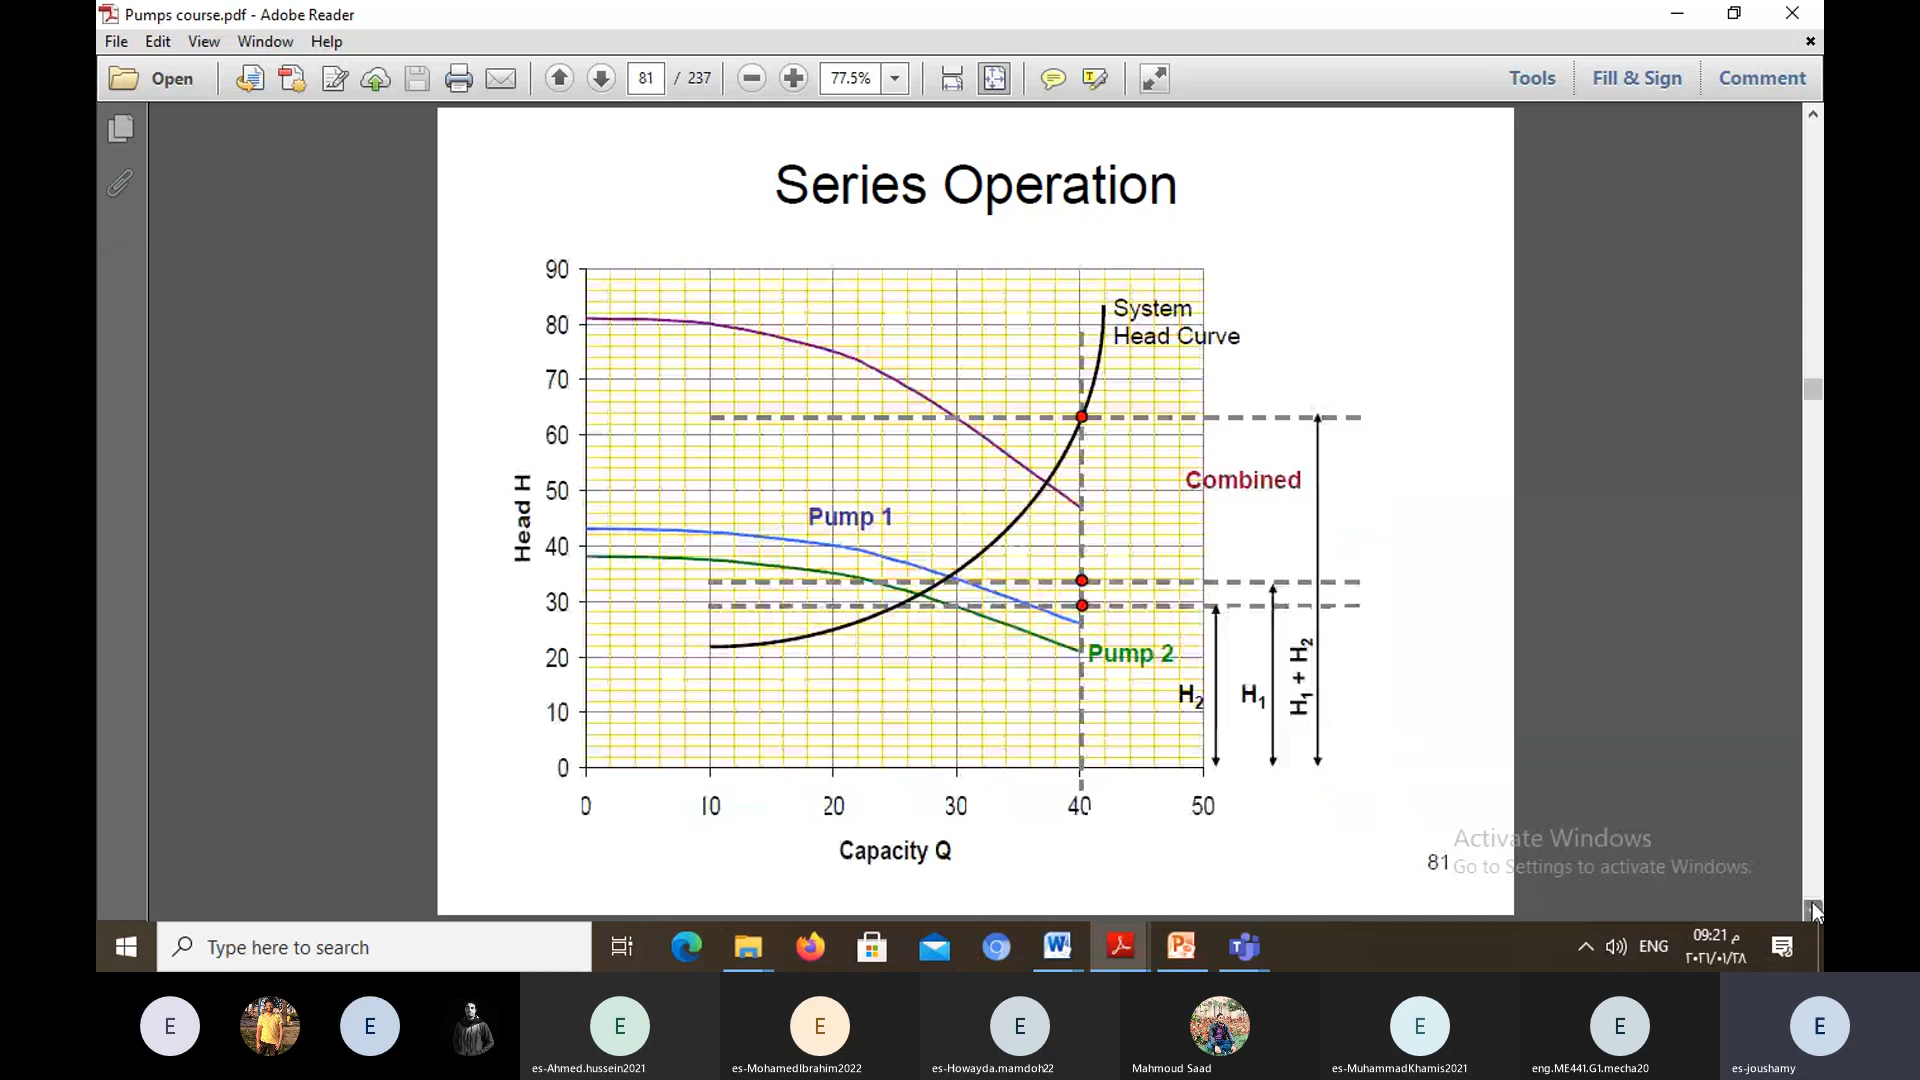 Pumps course.pdf - Adobe Reader
File Edit View Window Help
Open 81 / 237 77.5% Tools Fill & Sign Comment
Series Operation
90
80
70
60
50
40
30
20
10
0
Head H
System
Head Curve
Combined
Pump 1
Pump 2
H2
H1
H1 + H2
0 10 20 30 40 50
Capacity Q
81
Activate Windows
Go to Settings to activate Windows.
Type here to search
ENG
09:21 م
٢٠٢١/٠١/٢٨
E E E E E E E E
es-Ahmed.hussein2021 es-MohamedIbrahim2022 es-Howayda.mamdoh22 Mahmoud Saad es-MuhammadKhamis2021 eng.ME441.G1.mecha20 es-joushamy